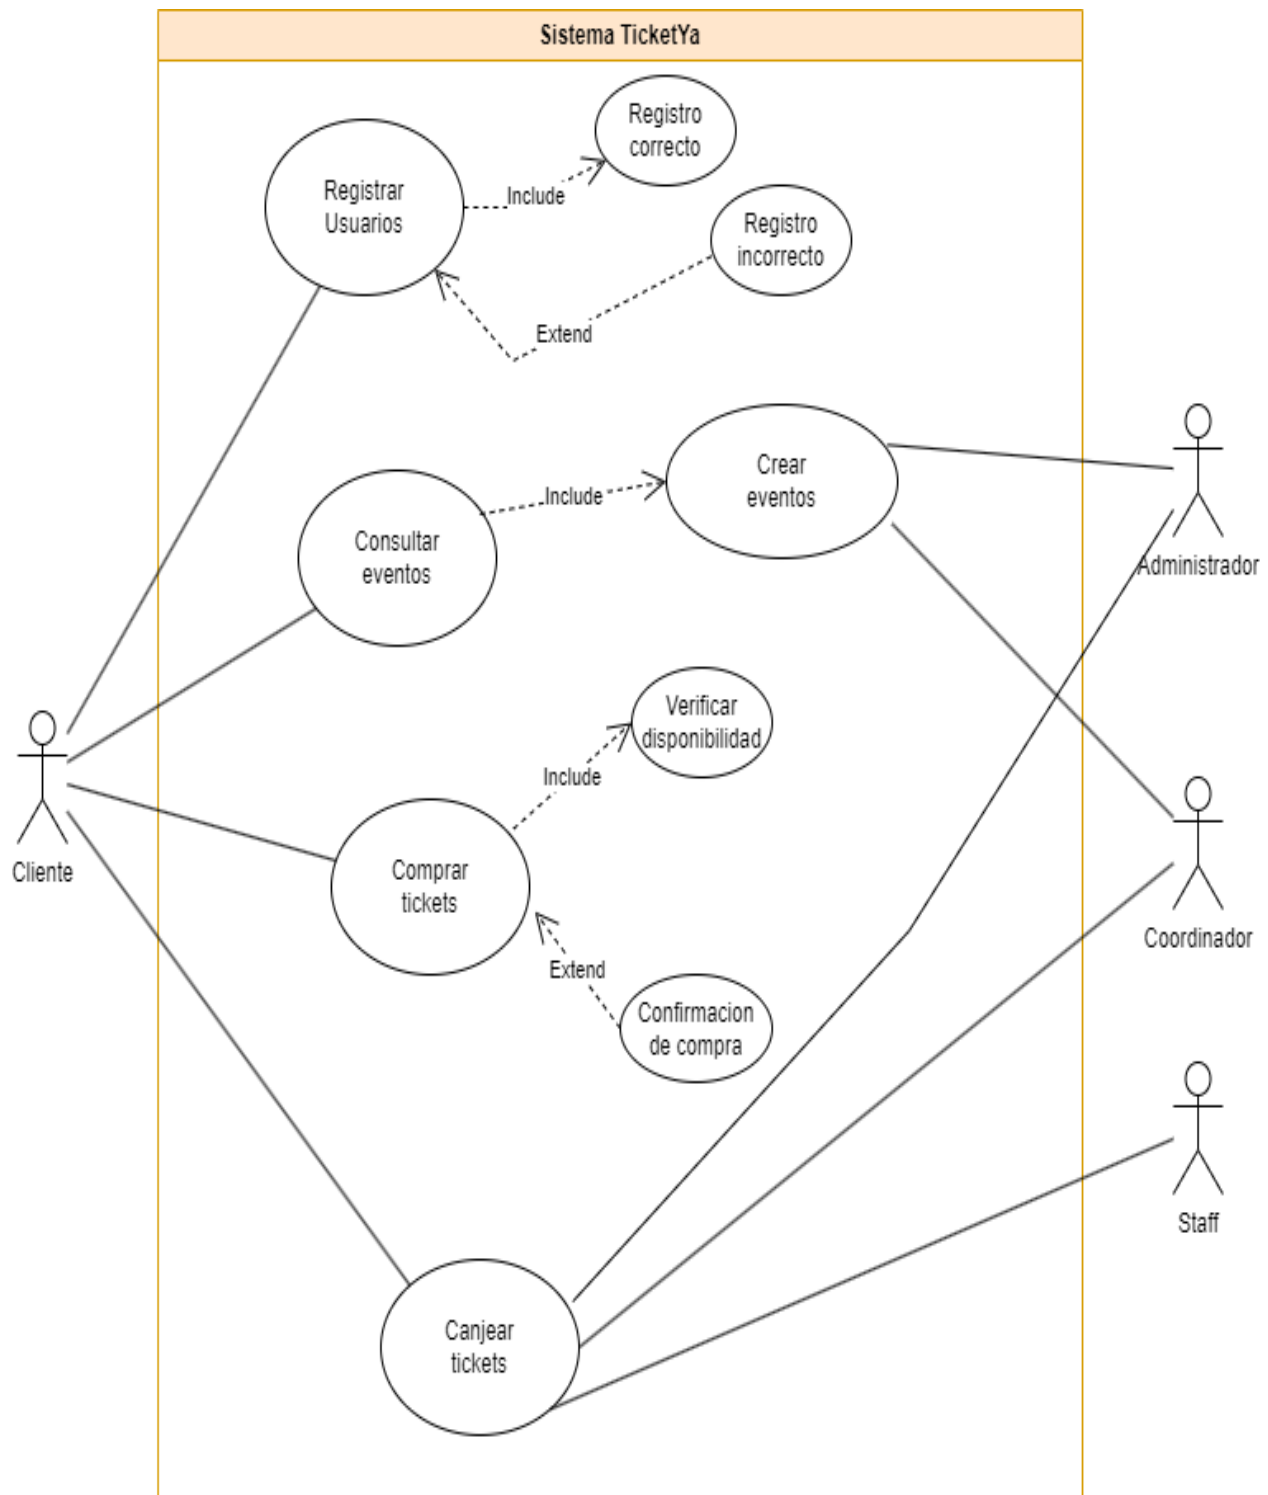 Sistema TicketYa
Registro
correcto
Registrar
Usuarios
Include
Registro
incorrecto
Extend
Crear
eventos
Include
Consultar
eventos
Administrador
Verificar
disponibilidad
Include
Comprar
tickets
Cliente
Extend
Confirmacion
de compra
Coordinador
Staff
Canjear
tickets